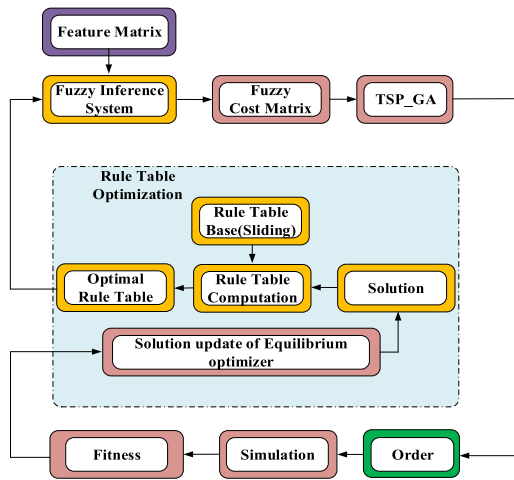 Feature Matrix
Fuzzy Inference
System
Fuzzy
Cost Matrix
TSP_GA
Rule Table
Optimization
Rule Table
Base(Sliding)
Optimal
Rule Table
Rule Table
Computation
Solution
Solution update of Equilibrium
optimizer
Fitness
Simulation
Order